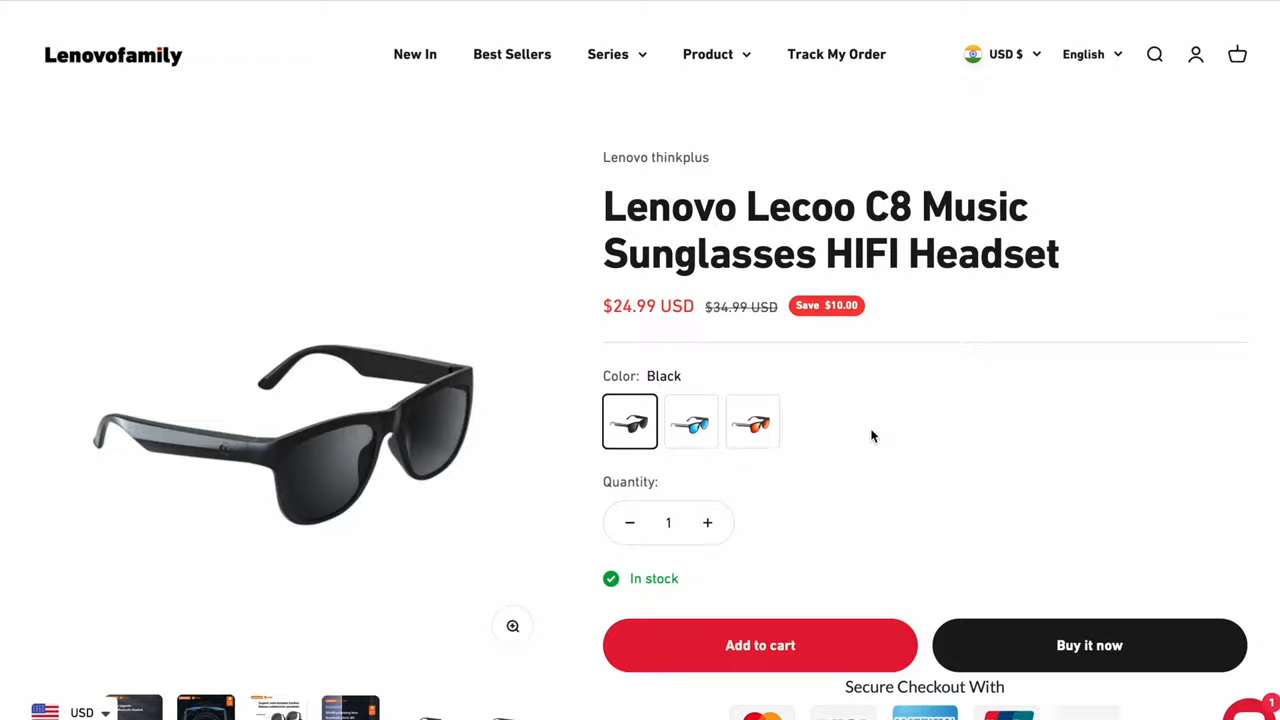 Lenovofamily
New In
Best Sellers
Series
Product
Track My Order
USD $
English
Lenovo thinkplus
Lenovo Lecoo C8 Music
Sunglasses HIFI Headset
$24.99 USD
$34.99 USD
Save $10.00
Color: Black
Quantity:
1
In stock
Add to cart
Buy it now
Secure Checkout With
USD
1